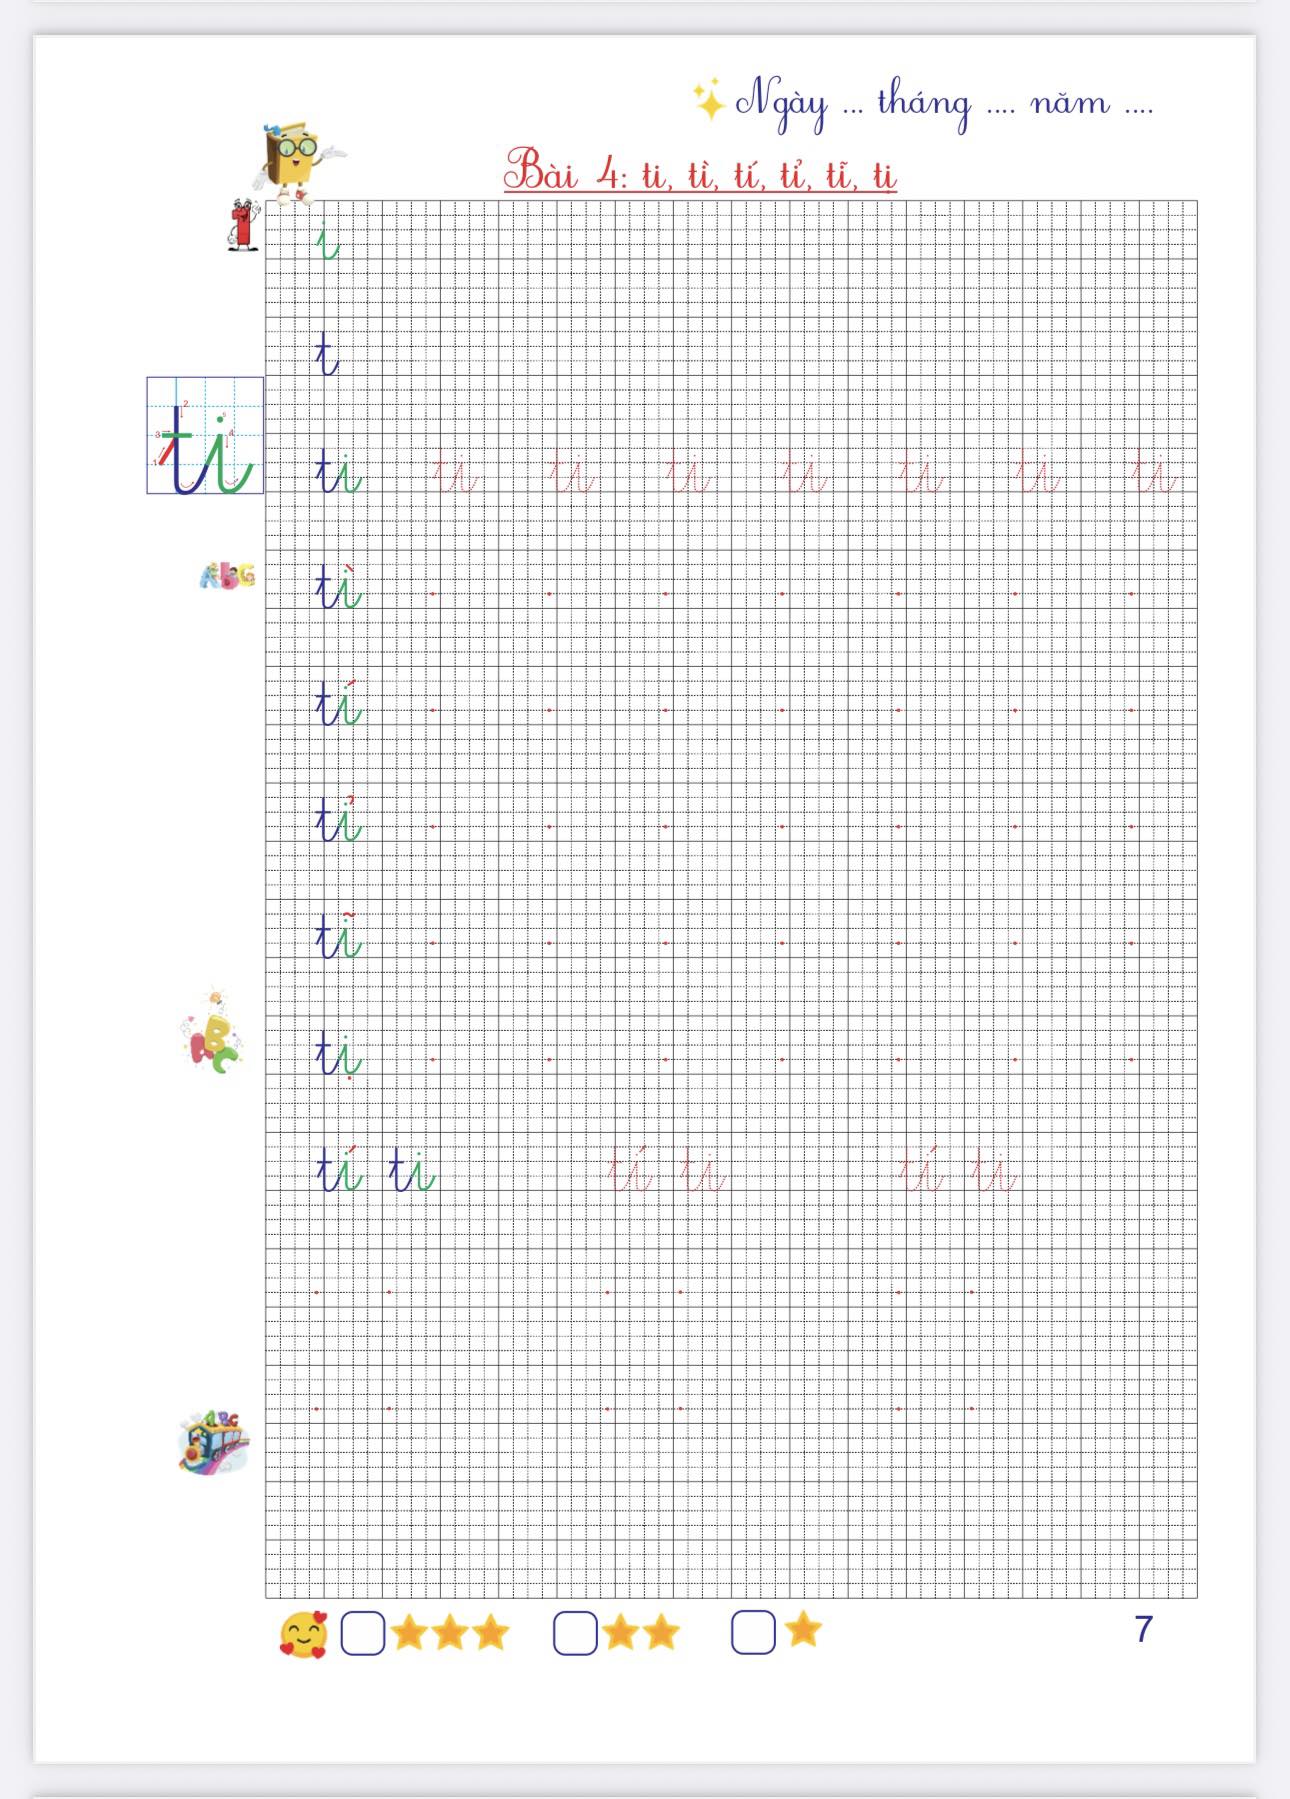 Ngày ... tháng .... năm ....
Bài 4: ti, tì, tí, tỉ, tĩ, tị
i
t
ti ti ti ti ti ti ti ti
tì
tí
tỉ
tĩ
tị
tí ti tí ti tí ti
7